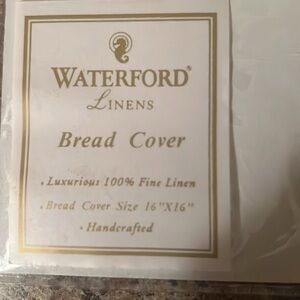 WATERFORD®
LINENS
Bread Cover
• Luxurious 100% Fine Linen
• Bread Cover Size 16"X16"
• Handcrafted